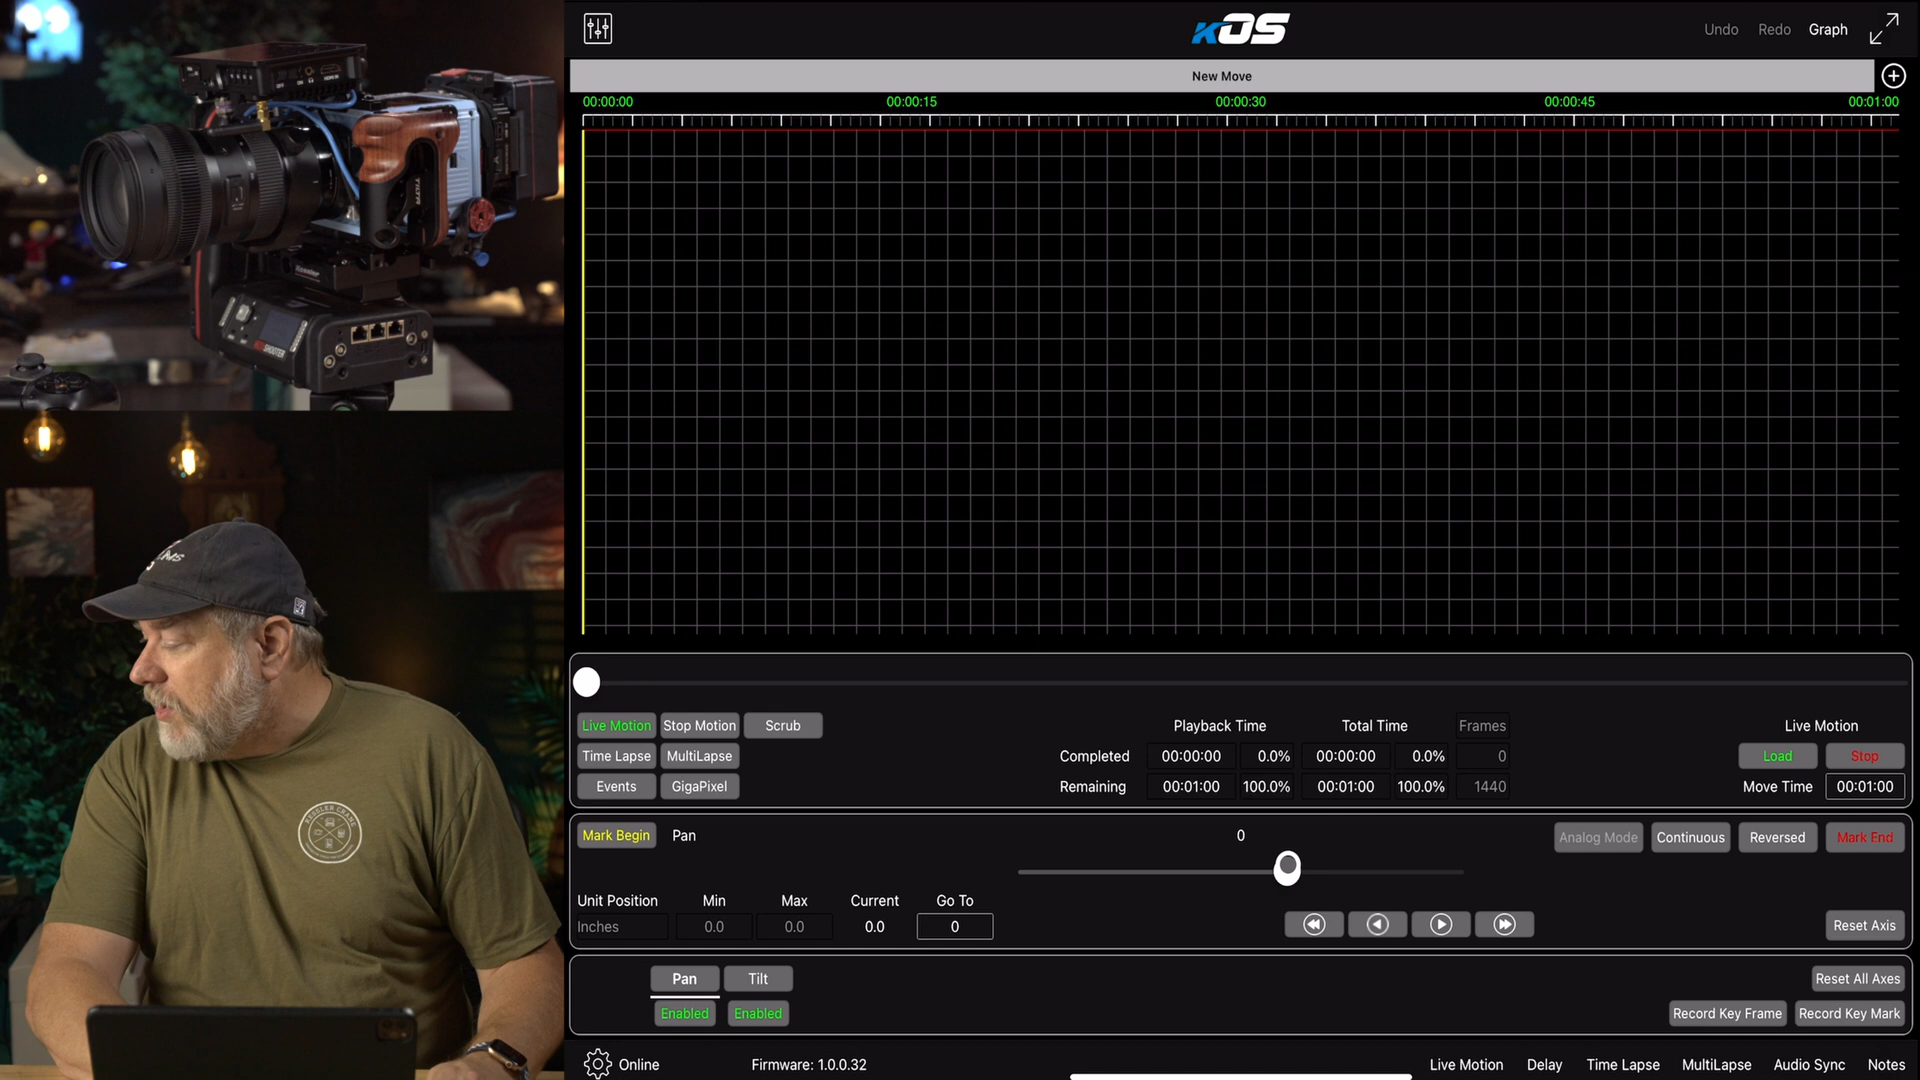 kOS
Undo Redo Graph
New Move
00:00:00 00:00:15 00:00:30 00:00:45 00:01:00
Live Motion Stop Motion Scrub
Time Lapse MultiLapse
Events GigaPixel
Playback Time Total Time Frames
Completed 00:00:00 0.0% 00:00:00 0.0% 0
Remaining 00:01:00 100.0% 00:01:00 100.0% 1440
Live Motion
Load Stop
Move Time 00:01:00
Mark Begin Pan 0 Analog Mode Continuous Reversed Mark End
Unit Position Min Max Current Go To
Inches 0.0 0.0 0.0 0
Reset Axis
Pan Tilt Reset All Axes
Enabled Enabled Record Key Frame Record Key Mark
Online Firmware: 1.0.0.32 Live Motion Delay Time Lapse MultiLapse Audio Sync Notes
Kessler
TILTA
KESSLER CRANE